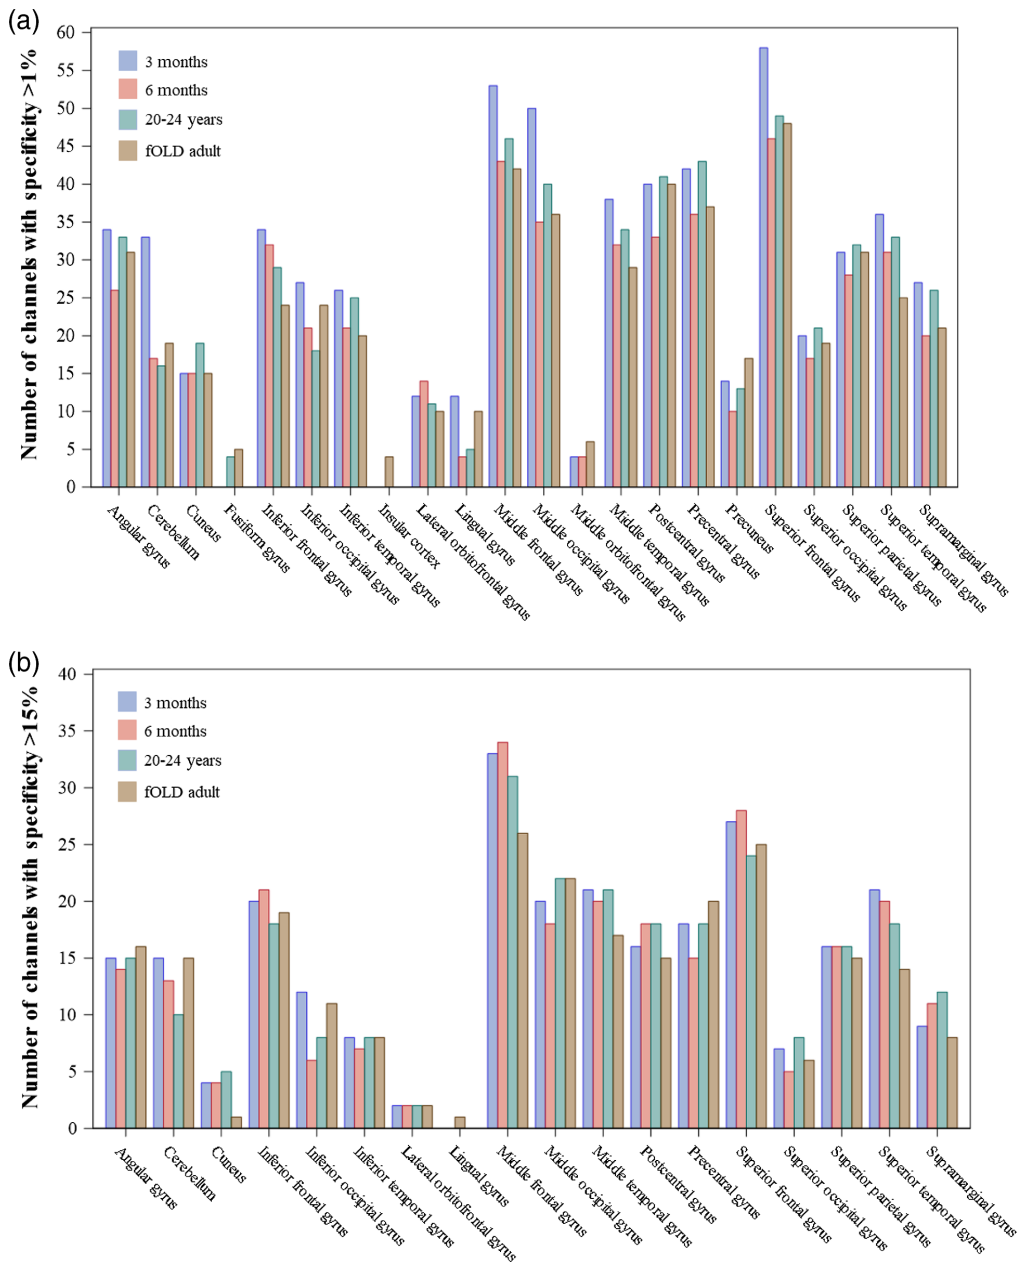 (a)
Number of channels with specificity >1%
60
55
50
45
40
35
30
25
20
15
10
5
0
3 months
6 months
20-24 years
fOLD adult
Angular gyrus
Cerebellum
Cuneus
Fusiform gyrus
Inferior frontal gyrus
Inferior occipital gyrus
Inferior temporal gyrus
Insular cortex
Lateral orbitofrontal gyrus
Lingual gyrus
Middle frontal gyrus
Middle occipital gyrus
Middle orbitofrontal gyrus
Middle temporal gyrus
Postcentral gyrus
Precentral gyrus
Precuneus
Superior frontal gyrus
Superior occipital gyrus
Superior parietal gyrus
Superior temporal gyrus
Supramarginal gyrus
(b)
Number of channels with specificity >15%
40
35
30
25
20
15
10
5
0
3 months
6 months
20-24 years
fOLD adult
Angular gyrus
Cerebellum
Cuneus
Inferior frontal gyrus
Inferior occipital gyrus
Inferior temporal gyrus
Lateral orbitofrontal gyrus
Lingual gyrus
Middle frontal gyrus
Middle occipital gyrus
Middle temporal gyrus
Postcentral gyrus
Precentral gyrus
Superior frontal gyrus
Superior occipital gyrus
Superior parietal gyrus
Superior temporal gyrus
Supramarginal gyrus